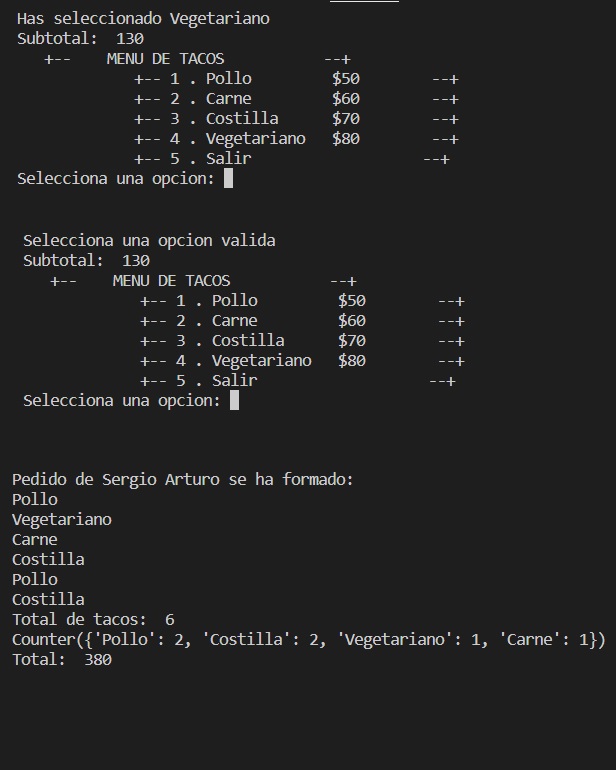 Has seleccionado Vegetariano
Subtotal:  130
   +--    MENU DE TACOS           --+
             +-- 1 . Pollo         $50        --+
             +-- 2 . Carne         $60        --+
             +-- 3 . Costilla      $70        --+
             +-- 4 . Vegetariano   $80        --+
             +-- 5 . Salir                   --+
Selecciona una opcion:
Selecciona una opcion valida
Subtotal:  130
   +--    MENU DE TACOS           --+
             +-- 1 . Pollo         $50        --+
             +-- 2 . Carne         $60        --+
             +-- 3 . Costilla      $70        --+
             +-- 4 . Vegetariano   $80        --+
             +-- 5 . Salir                   --+
Selecciona una opcion:
Pedido de Sergio Arturo se ha formado:
Pollo
Vegetariano
Carne
Costilla
Pollo
Costilla
Total de tacos:  6
Counter({'Pollo': 2, 'Costilla': 2, 'Vegetariano': 1, 'Carne': 1})
Total:  380